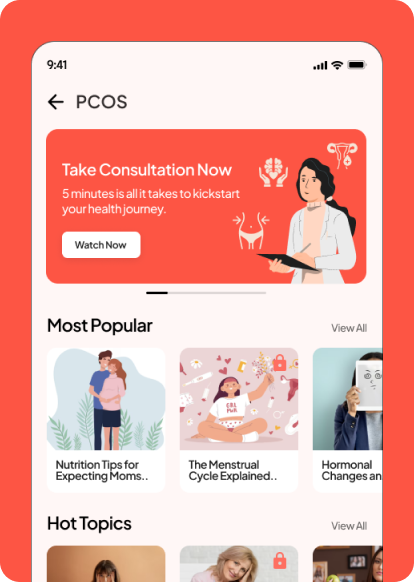 9:41
PCOS
Take Consultation Now
5 minutes is all it takes to kickstart
your health journey.
Watch Now
Most Popular
View All
CALM
Nutrition Tips for
Expecting Moms..
The Menstrual
Cycle Explained..
Hormonal
Changes an
Hot Topics
View All